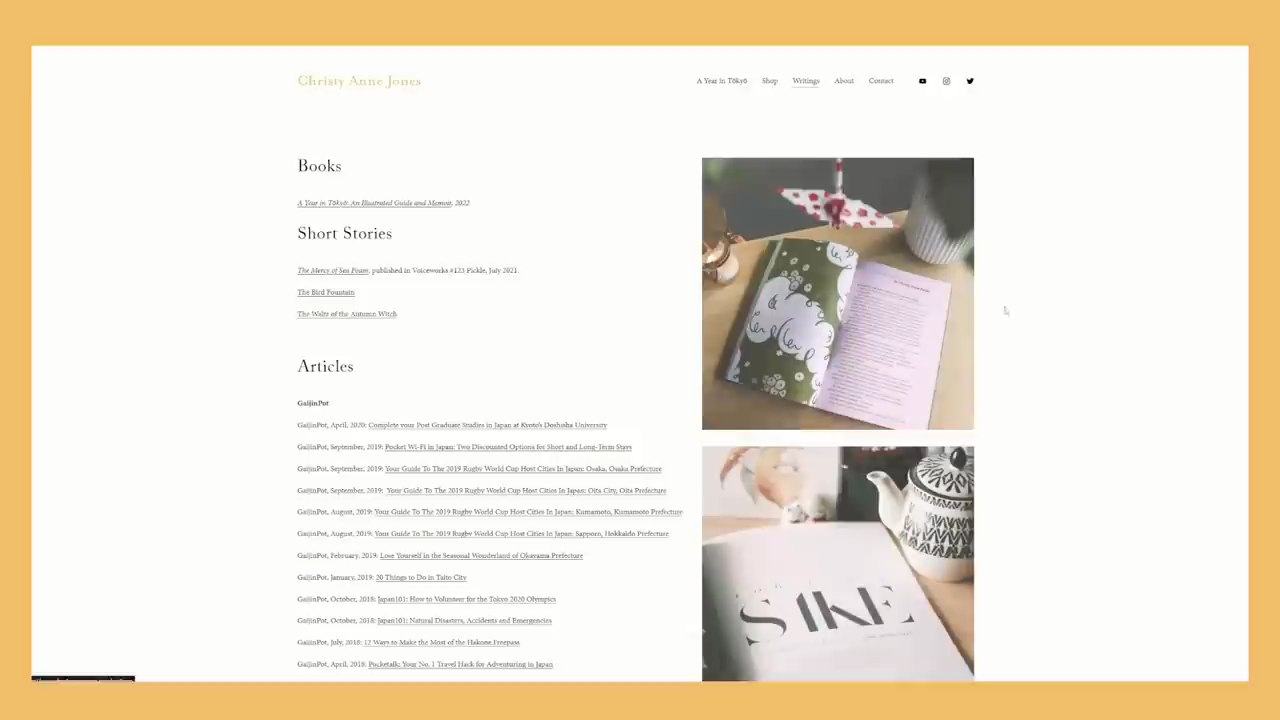 Christy Anne Jones
A Year in Tōkyō Shop Writings About Contact
Books
A Year in Tōkyō: An Illustrated Guide and Memoir, 2022
Short Stories
The Mercy of Sea Foam, published in Voiceworks #123 Pickle, July 2021.
The Bird Fountain
The Waltz of the Autumn Witch
Articles
GaijinPot
GaijinPot, April, 2020: Complete your Post Graduate Studies in Japan at Kyoto's Doshisha University
GaijinPot, September, 2019: Pocket Wi-Fi in Japan: Two Discounted Options for Short and Long-Term Stays
GaijinPot, September, 2019: Your Guide To The 2019 Rugby World Cup Host Cities In Japan: Osaka, Osaka Prefecture
GaijinPot, September, 2019: Your Guide To The 2019 Rugby World Cup Host Cities In Japan: Oita City, Oita Prefecture
GaijinPot, August, 2019: Your Guide To The 2019 Rugby World Cup Host Cities In Japan: Kumamoto, Kumamoto Prefecture
GaijinPot, August, 2019: Your Guide To The 2019 Rugby World Cup Host Cities In Japan: Sapporo, Hokkaido Prefecture
GaijinPot, February, 2019: Lose Yourself in the Seasonal Wonderland of Okayama Prefecture
GaijinPot, January, 2019: 20 Things to Do in Taito City
GaijinPot, October, 2018: Japan101: How to Volunteer for the Tokyo 2020 Olympics
GaijinPot, October, 2018: Japan101: Natural Disasters, Accidents and Emergencies
GaijinPot, July, 2018: 12 Ways to Make the Most of the Hakone Freepass
GaijinPot, April, 2018: Pocketalk: Your No. 1 Travel Hack for Adventuring in Japan